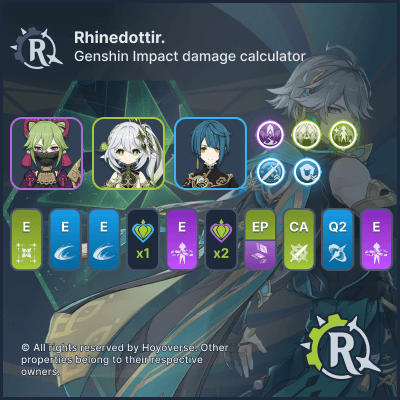 Rhinedottir.
Genshin Impact damage calculator
E E E x1 E x2 EP CA Q2 E
© All rights reserved by Hoyoverse. Other
properties belong to their respective
owners.